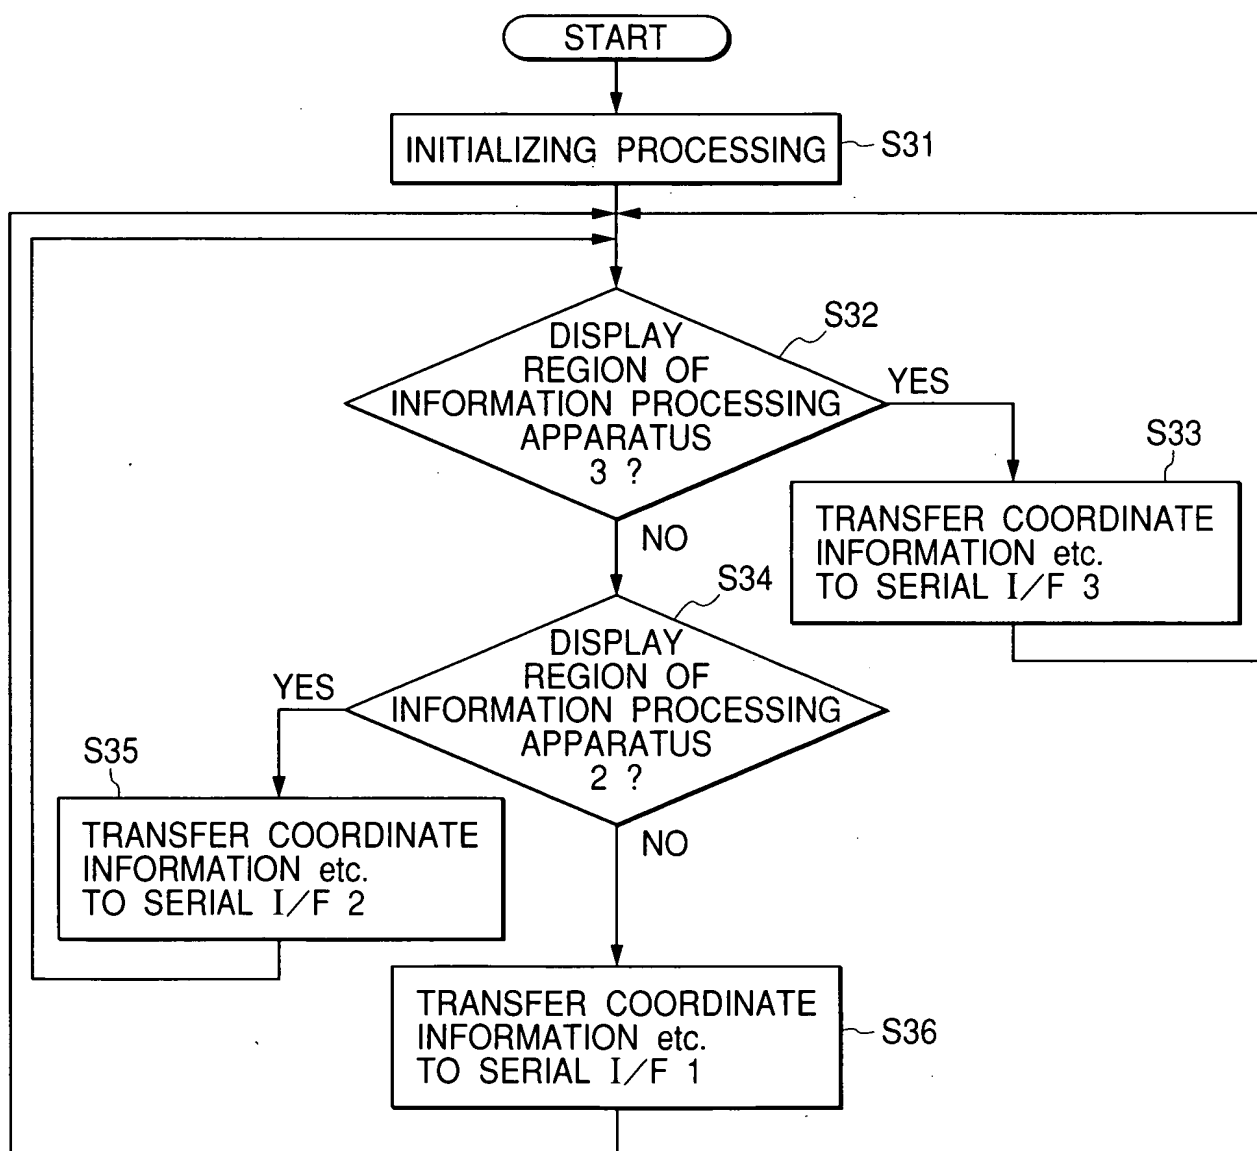 START
INITIALIZING PROCESSING
S31
S32
DISPLAY
REGION OF
INFORMATION PROCESSING
APPARATUS
3 ?
YES
NO
S33
TRANSFER COORDINATE
INFORMATION etc.
TO SERIAL I/F 3
S34
DISPLAY
REGION OF
INFORMATION PROCESSING
APPARATUS
2 ?
YES
NO
S35
TRANSFER COORDINATE
INFORMATION etc.
TO SERIAL I/F 2
TRANSFER COORDINATE
INFORMATION etc.
TO SERIAL I/F 1
S36